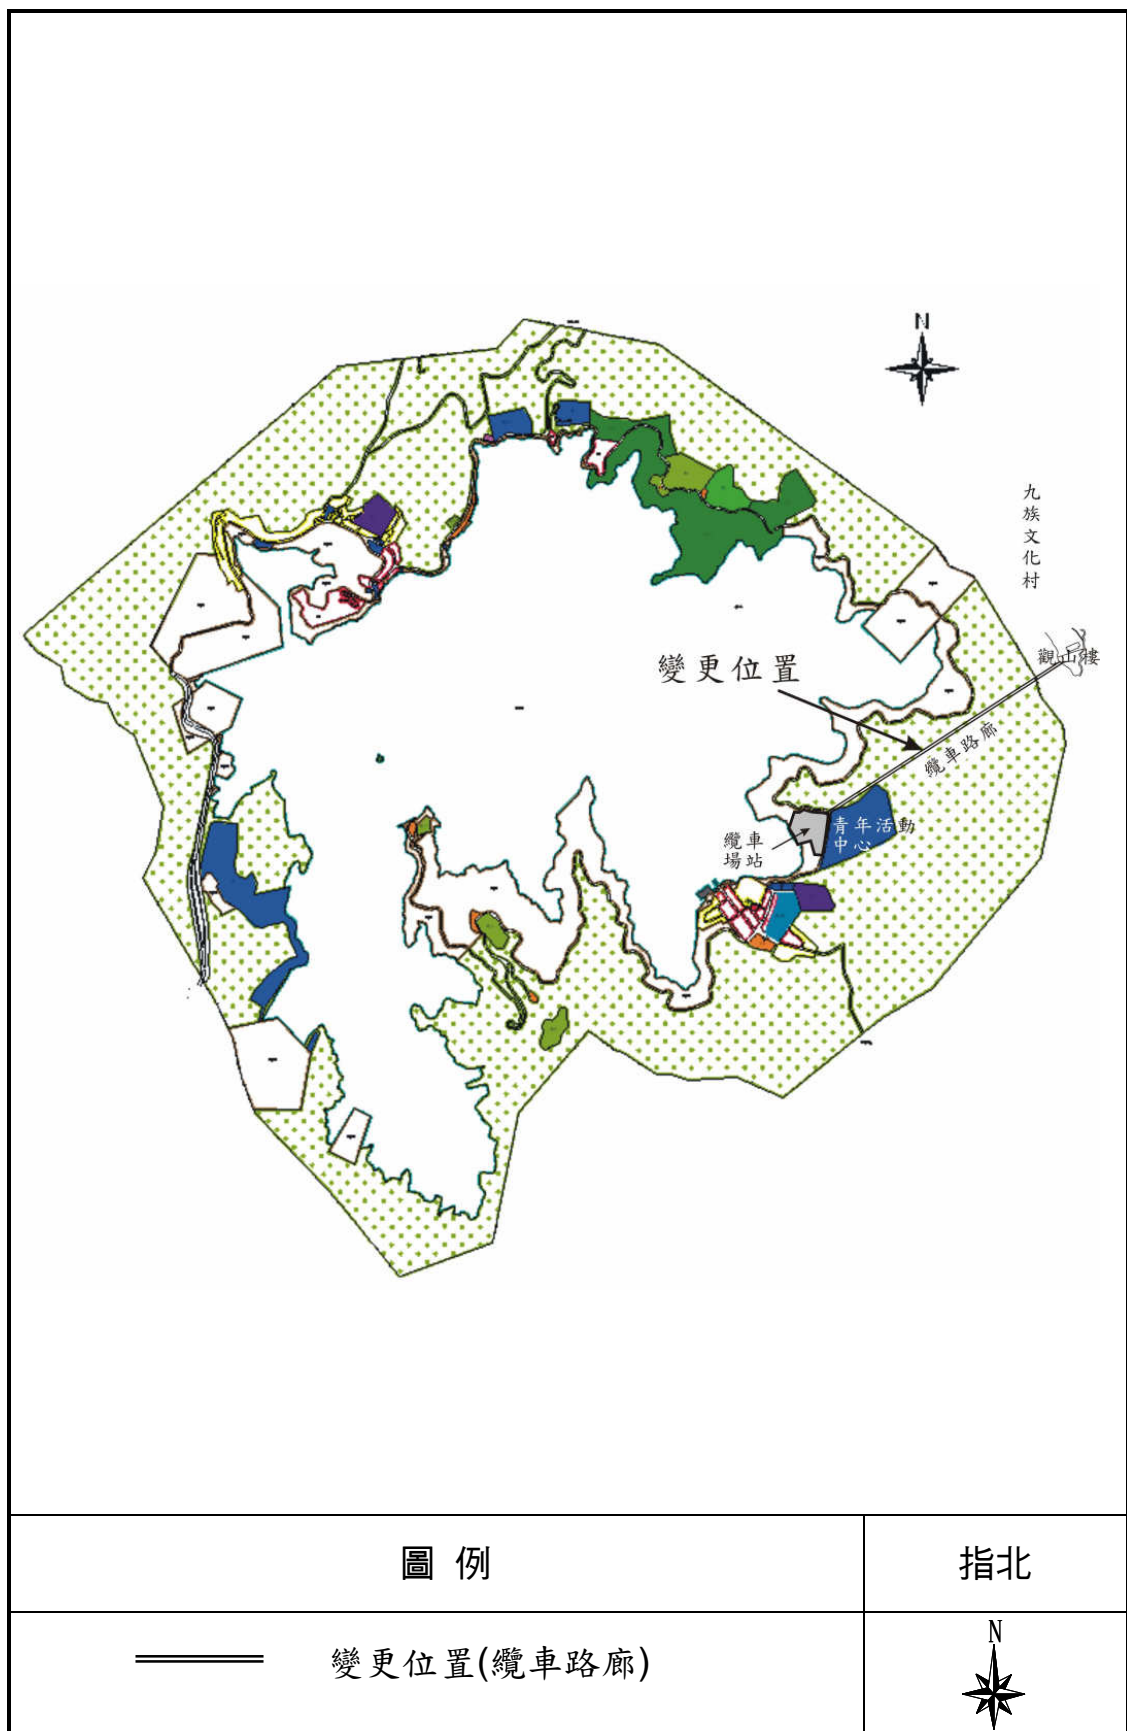 N
九族文化村
觀山樓
變更位置
纜車路廊
青年活動
中心
纜車
場站
圖 例
指北
變更位置(纜車路廊)
N